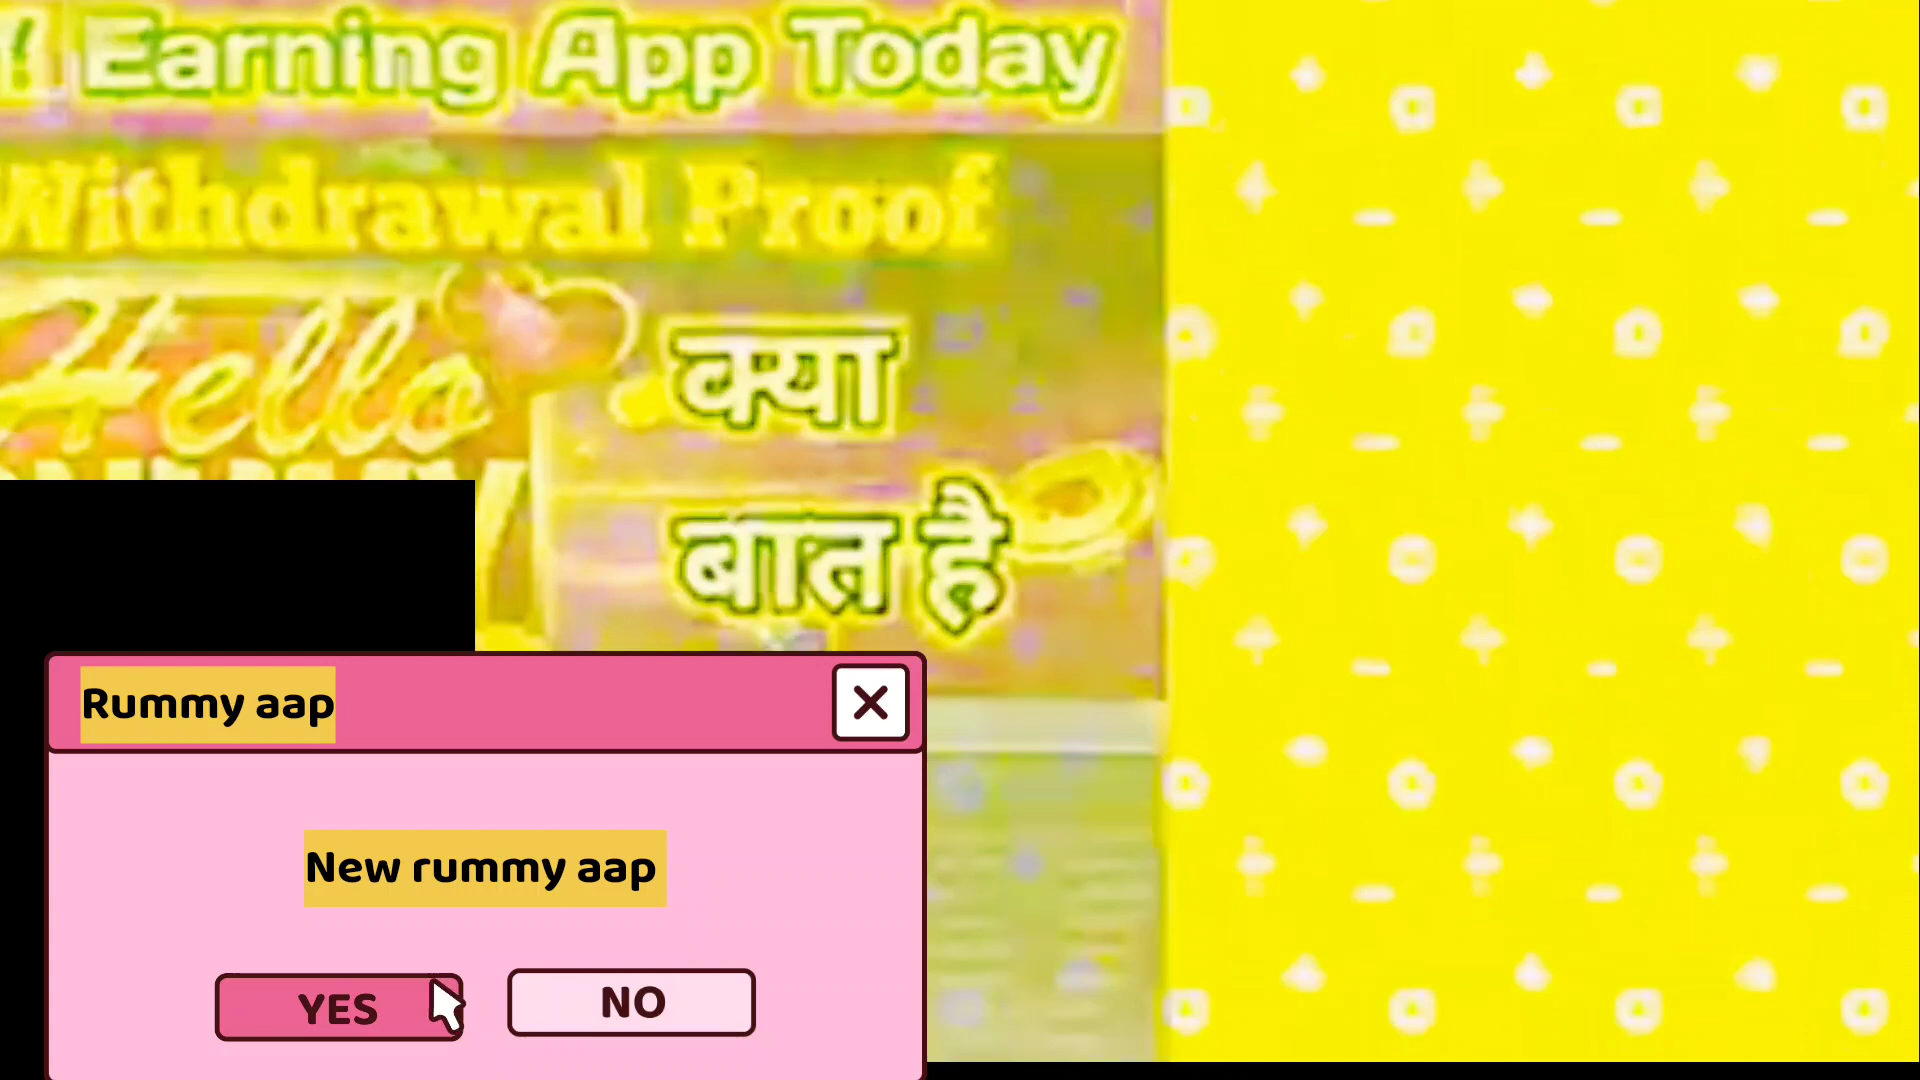 Earning App Today
Withdrawal Proof
Hello
क्या
बात है
Rummy aap
New rummy aap
YES
NO